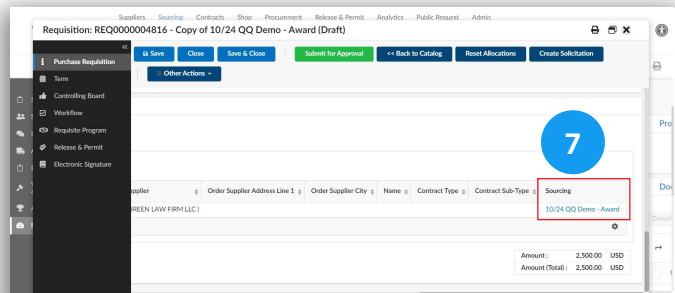 Suppliers Sourcing Contracts Shop Procurement Release & Permit Analytics Public Request Admin
Requisition: REQ0000004816 - Copy of 10/24 QQ Demo - Award (Draft)
Save Close Save & Close Submit for Approval << Back to Catalog Reset Allocations Create Solicitation
Other Actions
Purchase Requisition
Term
Controlling Board
Workflow
Requisite Program
Release & Permit
Electronic Signature
7
Order Supplier Address Line 1 Order Supplier City Name Contract Type Contract Sub-Type Sourcing
REEN LAW FIRM LLC ) 10/24 QQ Demo - Award
Amount : 2,500.00 USD
Amount (Total) : 2,500.00 USD
Pro
Do